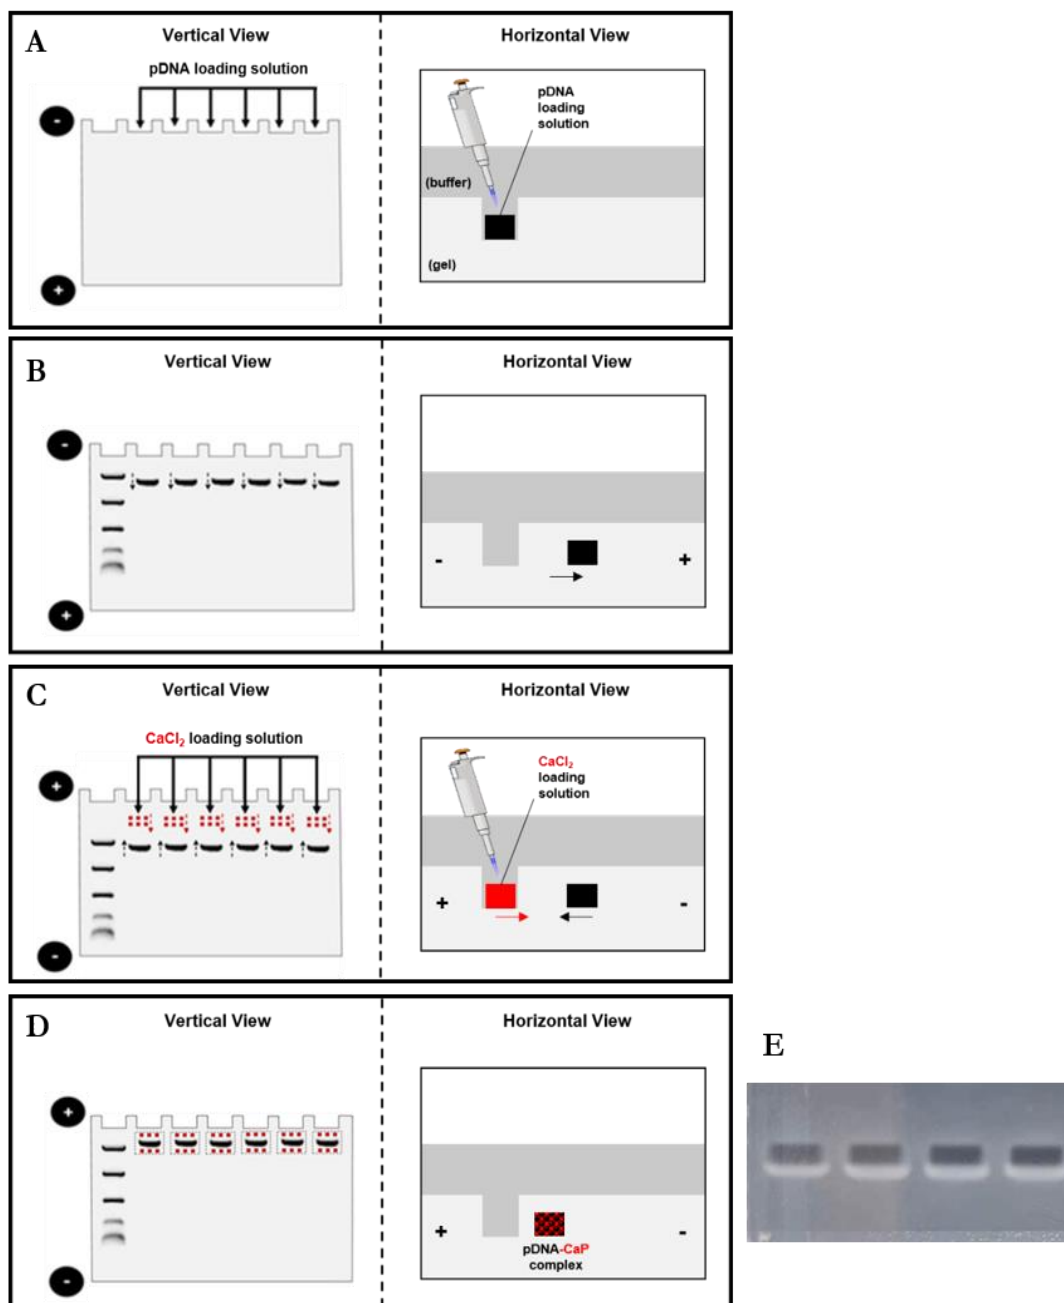 A
Vertical View
Horizontal View
pDNA loading solution
-
+
pDNA
loading
solution
(buffer)
(gel)
B
Vertical View
Horizontal View
-
+
-
+
C
Vertical View
Horizontal View
CaCl₂ loading solution
+
-
CaCl₂
loading
solution
+
-
D
Vertical View
Horizontal View
+
-
+
-
pDNA-CaP
complex
E